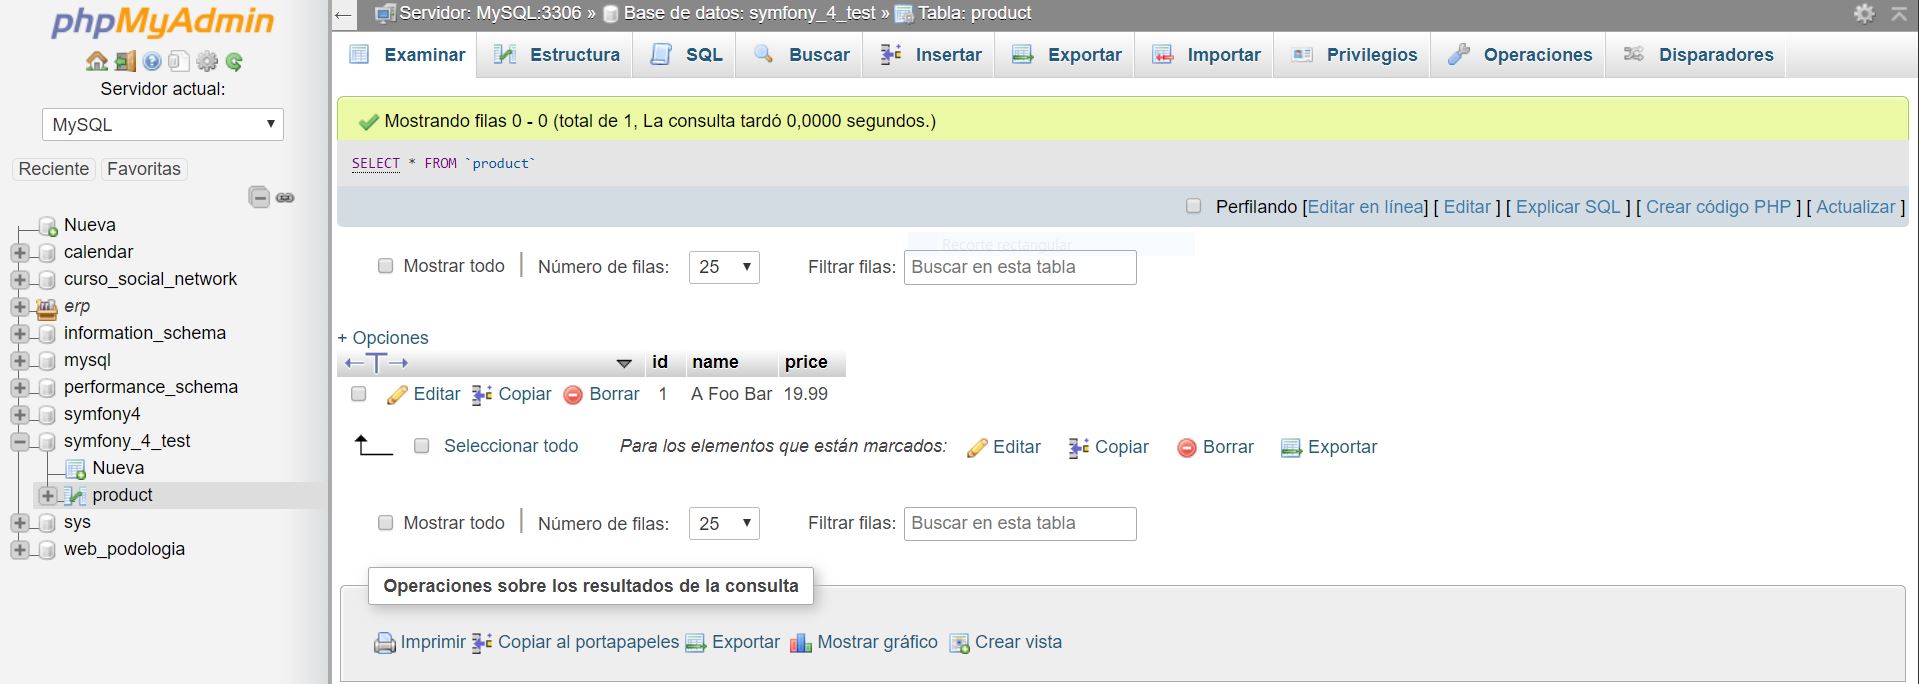 phpMyAdmin
Servidor actual:
MySQL
Reciente Favoritas
Nueva
calendar
curso_social_network
erp
information_schema
mysql
performance_schema
symfony4
symfony_4_test
Nueva
product
sys
web_podologia
Servidor: MySQL:3306 » Base de datos: symfony_4_test » Tabla: product
Examinar Estructura SQL Buscar Insertar Exportar Importar Privilegios Operaciones Disparadores
Mostrando filas 0 - 0 (total de 1, La consulta tardó 0,0000 segundos.)
SELECT * FROM `product`
Perfilando [Editar en línea] [ Editar ] [ Explicar SQL ] [ Crear código PHP ] [ Actualizar ]
Recorte rectangular
Mostrar todo | Número de filas: 25 Filtrar filas: Buscar en esta tabla
+ Opciones
←T→ id name price
Editar Copiar Borrar 1 A Foo Bar 19.99
Seleccionar todo Para los elementos que están marcados: Editar Copiar Borrar Exportar
Mostrar todo | Número de filas: 25 Filtrar filas: Buscar en esta tabla
Operaciones sobre los resultados de la consulta
Imprimir Copiar al portapapeles Exportar Mostrar gráfico Crear vista